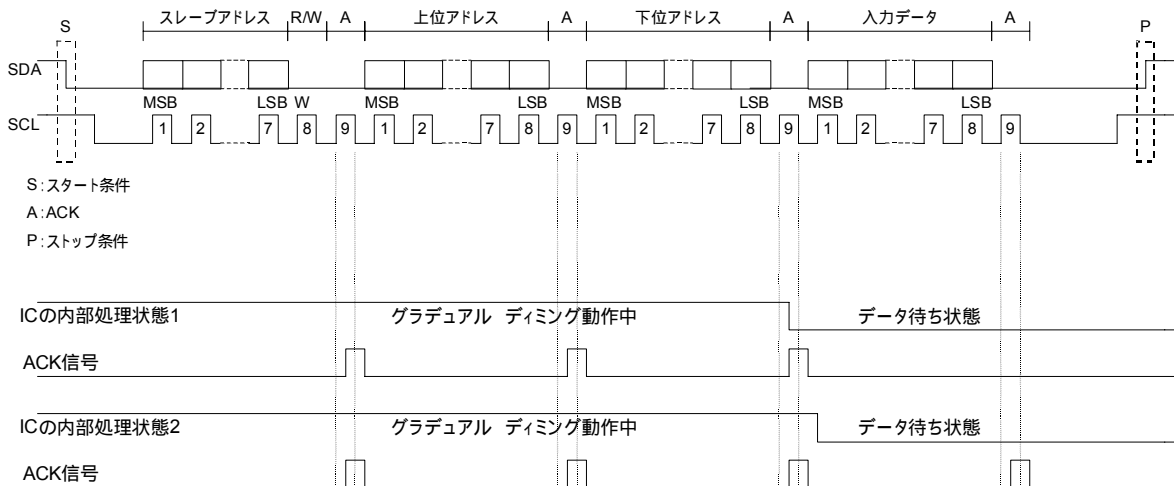 スレーブアドレス R/W A 上位アドレス A 下位アドレス A 入力データ A
S P
SDA
MSB LSB W MSB LSB MSB LSB MSB LSB
SCL 1 2 7 8 9 1 2 7 8 9 1 2 7 8 9 1 2 7 8 9
S:スタート条件
A:ACK
P:ストップ条件
ICの内部処理状態1 グラデュアル ディミング動作中 データ待ち状態
ACK信号
ICの内部処理状態2 グラデュアル ディミング動作中 データ待ち状態
ACK信号